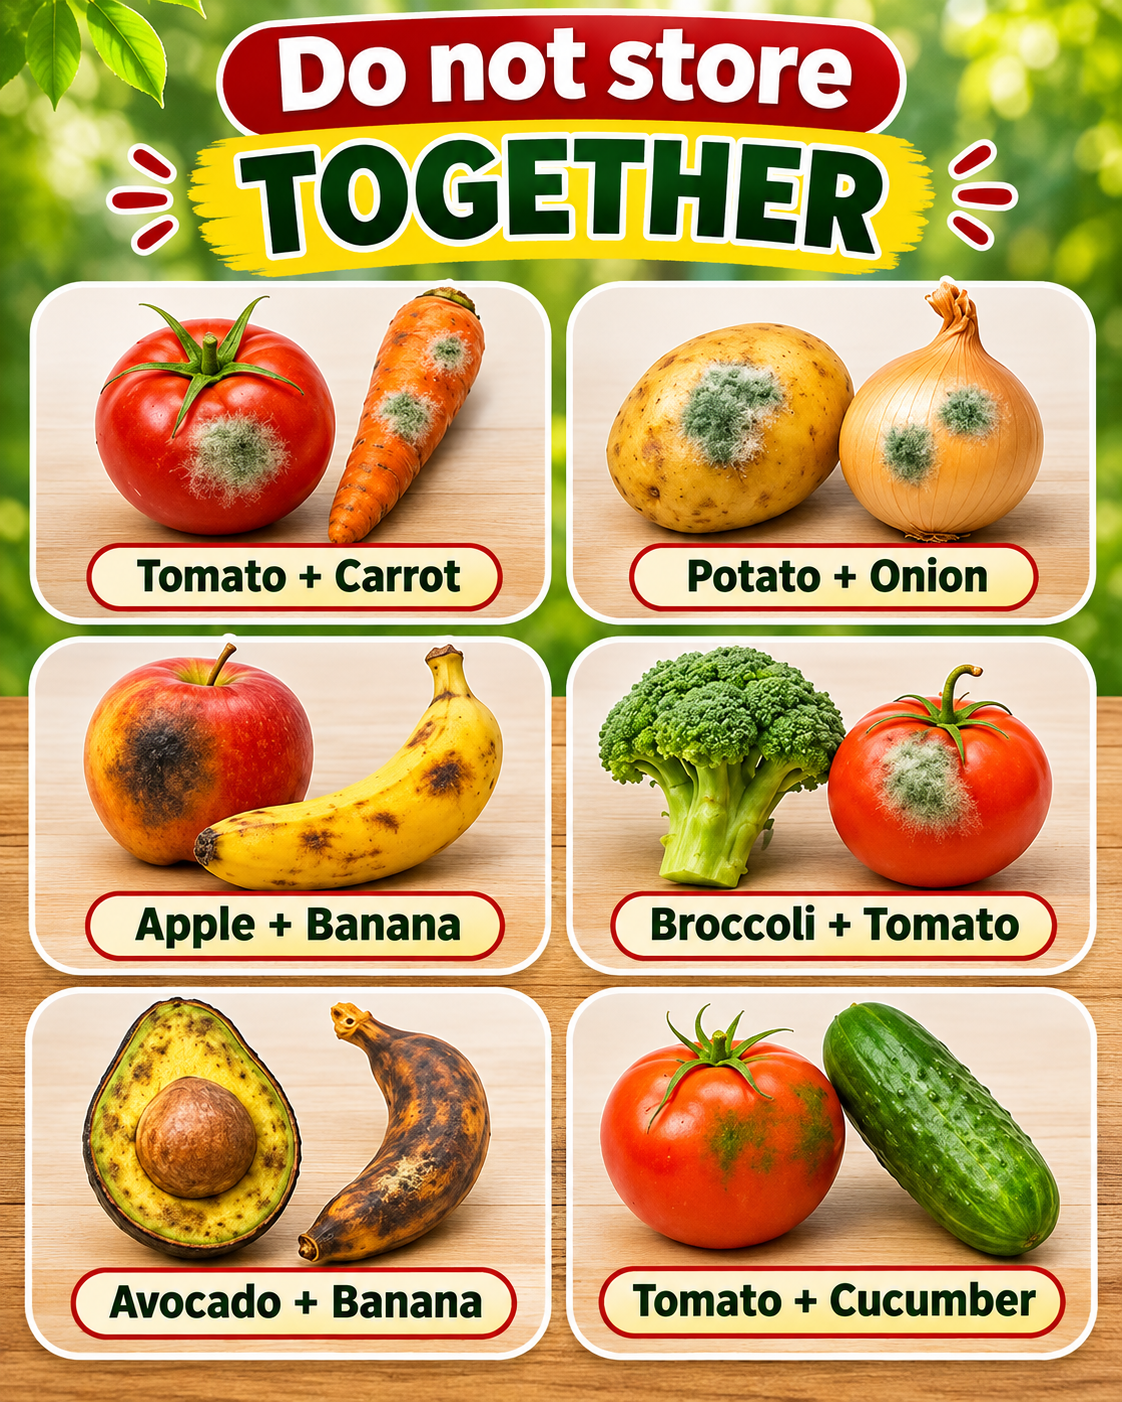 Do not store
TOGETHER
Tomato + Carrot
Potato + Onion
Apple + Banana
Broccoli + Tomato
Avocado + Banana
Tomato + Cucumber